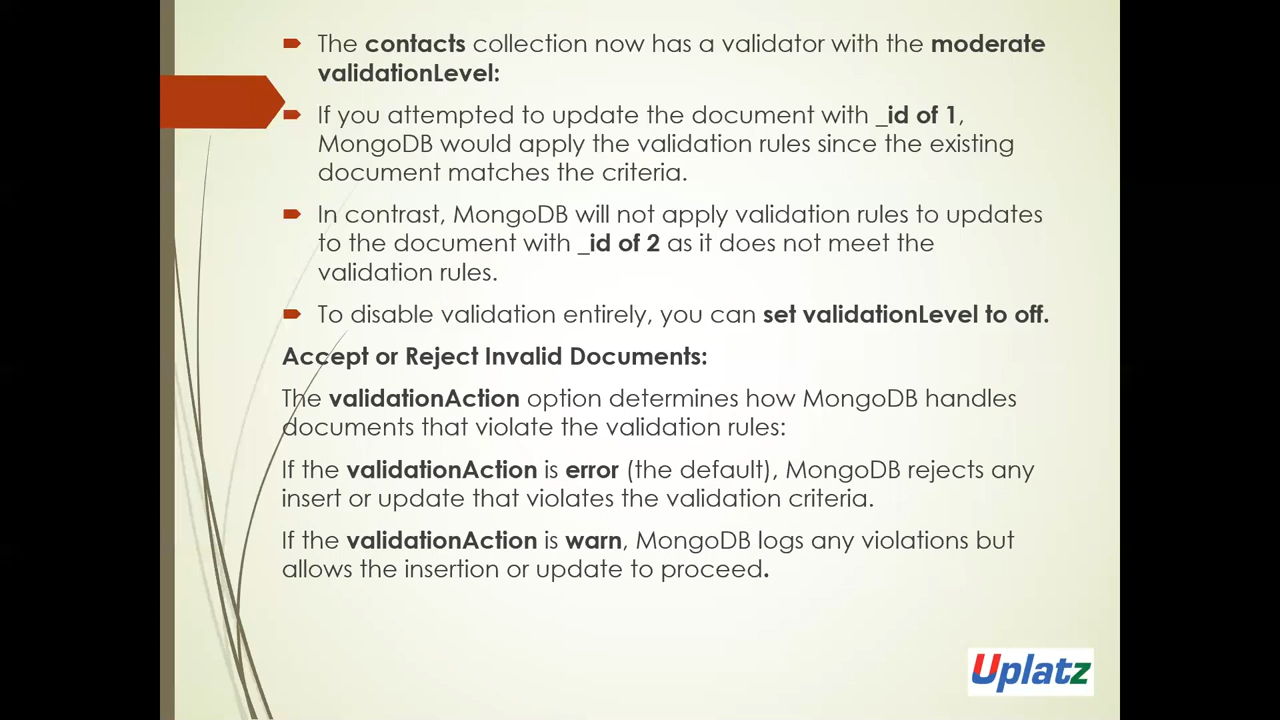 The contacts collection now has a validator with the moderate
validationLevel:
If you attempted to update the document with _id of 1,
MongoDB would apply the validation rules since the existing
document matches the criteria.
In contrast, MongoDB will not apply validation rules to updates
to the document with _id of 2 as it does not meet the
validation rules.
To disable validation entirely, you can set validationLevel to off.
Accept or Reject Invalid Documents:
The validationAction option determines how MongoDB handles
documents that violate the validation rules:
If the validationAction is error (the default), MongoDB rejects any
insert or update that violates the validation criteria.
If the validationAction is warn, MongoDB logs any violations but
allows the insertion or update to proceed.
Uplatz